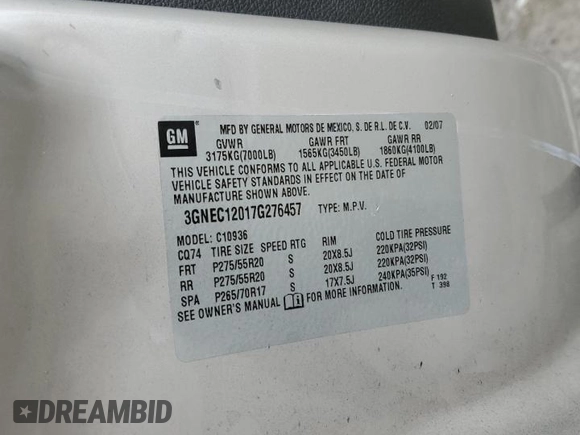 GM
®
MFD BY GENERAL MOTORS DE MEXICO, S. DE R.L. DE C.V. 02/07
GVWR GAWR FRT GAWR RR
3175KG(7000LB) 1565KG(3450LB) 1860KG(4100LB)
THIS VEHICLE CONFORMS TO ALL APPLICABLE U.S. FEDERAL MOTOR
VEHICLE SAFETY STANDARDS IN EFFECT ON THE DATE OF
MANUFACTURE SHOWN ABOVE.
3GNEC12017G276457 TYPE: M.P.V.
MODEL: C10936
CQ74 TIRE SIZE SPEED RTG RIM COLD TIRE PRESSURE
FRT P275/55R20 S 20X8.5J 220KPA(32PSI)
RR P275/55R20 S 20X8.5J 220KPA(32PSI)
SPA P265/70R17 S 17X7.5J 240KPA(35PSI)
SEE OWNER'S MANUAL FOR MORE INFORMATION.
F 192
T 398
DREAMBID